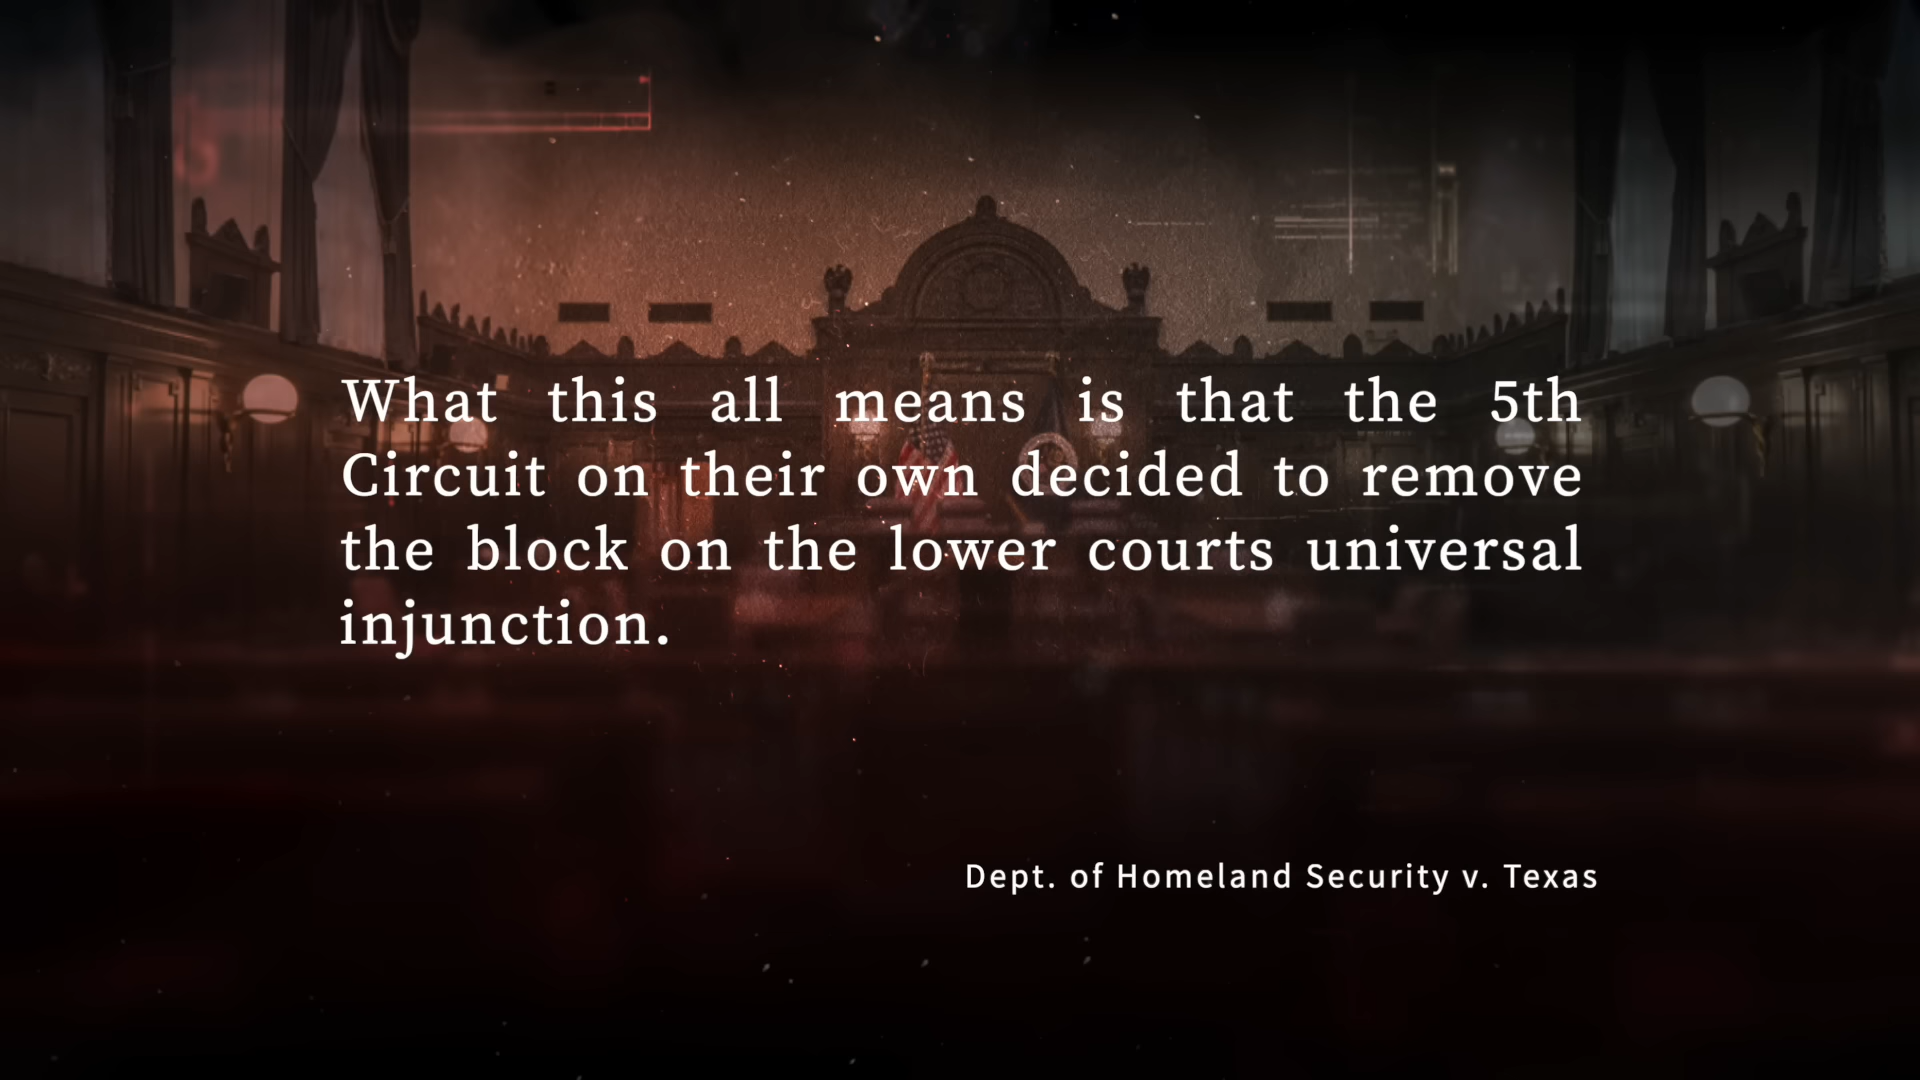 What this all means is that the 5th
Circuit on their own decided to remove
the block on the lower courts universal
injunction.
Dept. of Homeland Security v. Texas